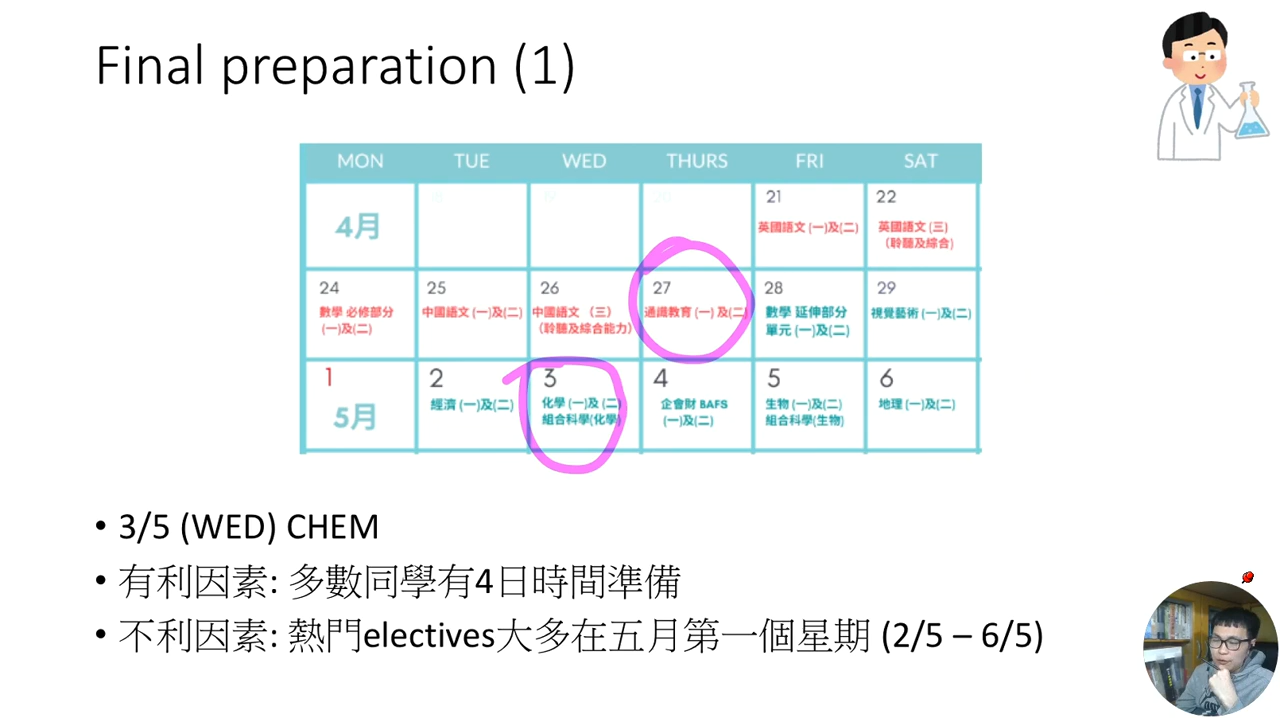 Final preparation (1)
MON TUE WED THURS FRI SAT
4月 21 22
英國語文 (一)及(二) 英國語文 (三)
(聆聽及綜合)
24 25 26 27 28 29
數學 必修部分 中國語文 (一)及(二) 中國語文 (三) 通識教育 (一) 及(二) 數學 延伸部分 視覺藝術 (一)及(二)
(一)及(二) (聆聽及綜合能力) 單元 (一)及(二)
1 2 3 4 5 6
5月 經濟 (一)及(二) 化學 (一)及 (二) 企會財 BAFS 生物 (一)及(二) 地理 (一)及(二)
組合科學(化學) (一)及(二) 組合科學(生物)
• 3/5 (WED) CHEM
• 有利因素: 多數同學有4日時間準備
• 不利因素: 熱門electives大多在五月第一個星期 (2/5 – 6/5)